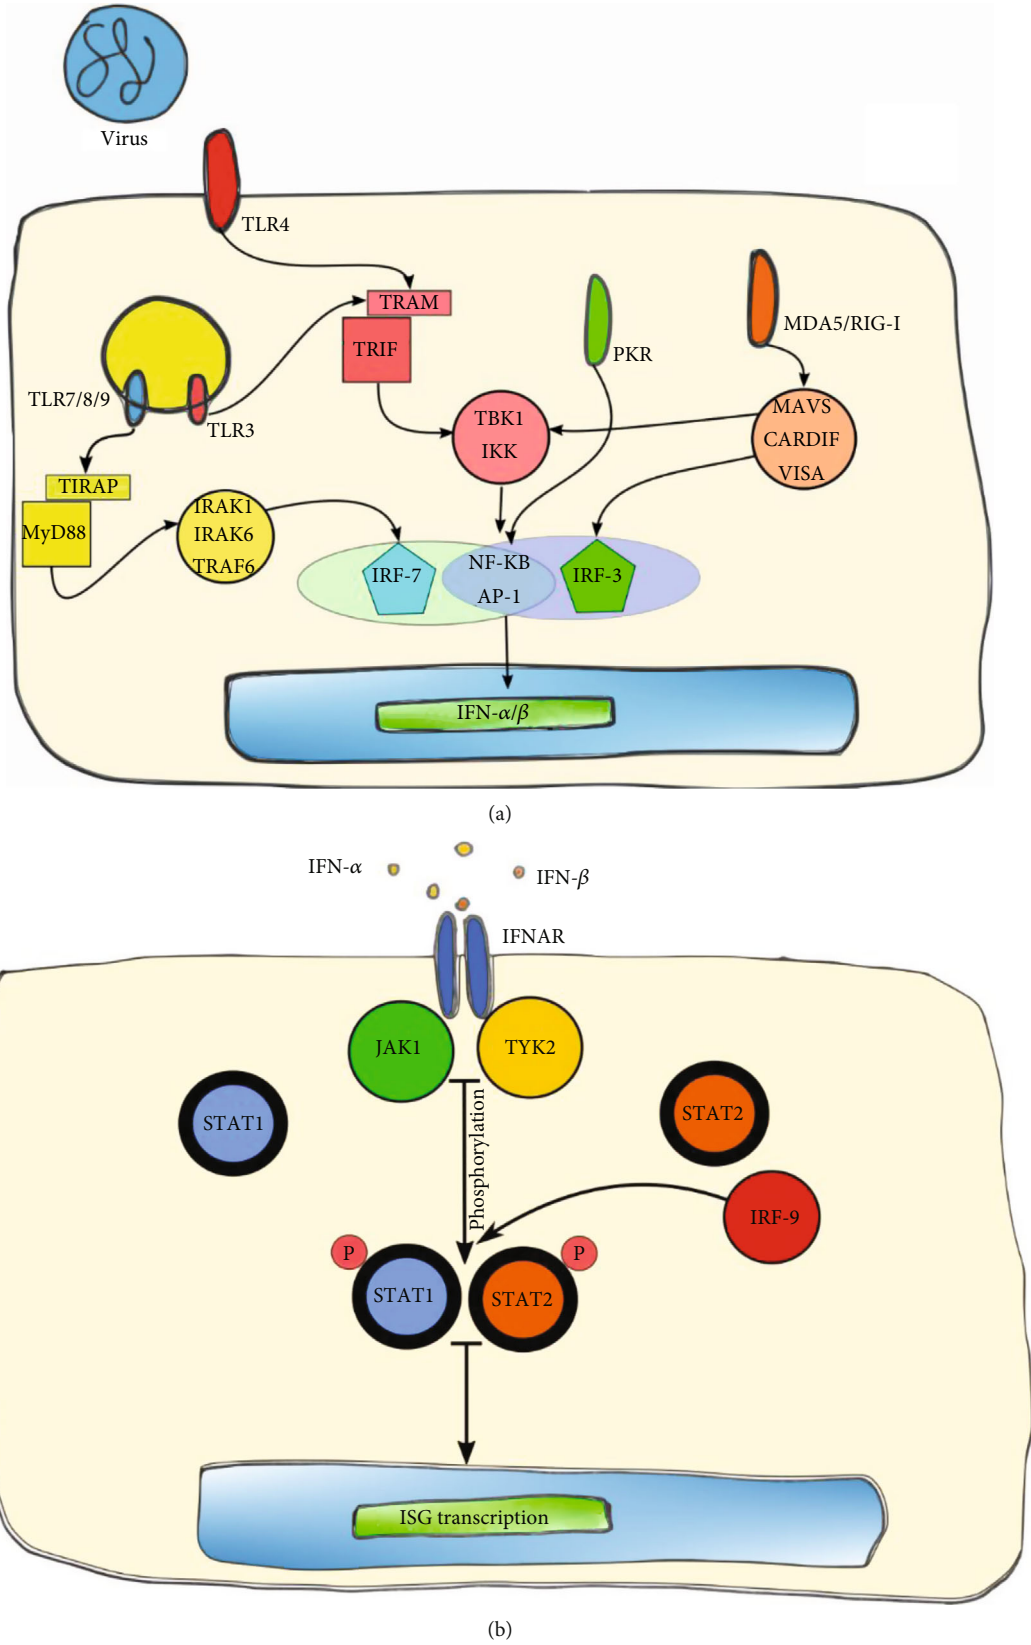 Virus
TLR4
TRAM
TRIF
MDA5/RIG-I
PKR
TLR7/8/9
TLR3
TBK1
IKK
MAVS
CARDIF
VISA
TIRAP
MyD88
IRAK1
IRAK6
TRAF6
IRF-7
NF-KB
AP-1
IRF-3
IFN-α/β
(a)
IFN-α
IFN-β
IFNAR
JAK1
TYK2
STAT1
STAT2
Phosphorylation
IRF-9
P
P
STAT1
STAT2
ISG transcription
(b)